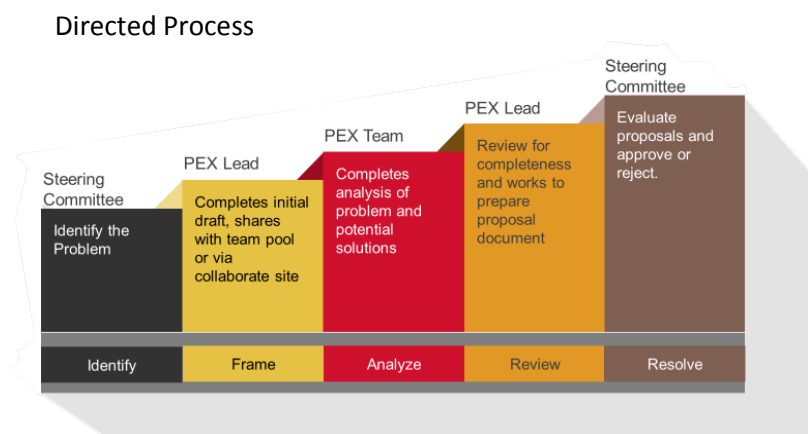 Directed Process
Steering
Committee
Identify the
Problem
Identify
PEX Lead
Completes initial
draft, shares
with team pool
or via
collaborate site
Frame
PEX Team
Completes
analysis of
problem and
potential
solutions
Analyze
PEX Lead
Review for
completeness
and works to
prepare
proposal
document
Review
Steering
Committee
Evaluate
proposals and
approve or
reject.
Resolve